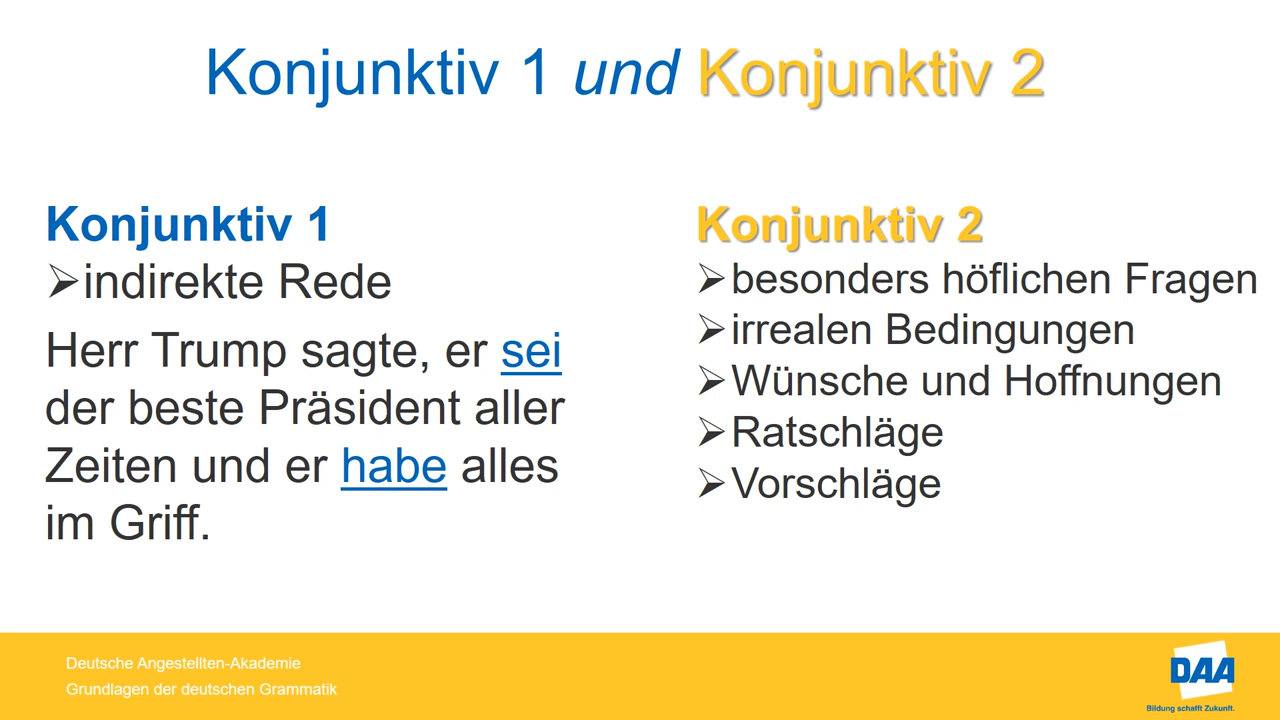 Konjunktiv 1 und Konjunktiv 2
Konjunktiv 1
➢indirekte Rede
Herr Trump sagte, er sei
der beste Präsident aller
Zeiten und er habe alles
im Griff.
Konjunktiv 2
➢besonders höflichen Fragen
➢irrealen Bedingungen
➢Wünsche und Hoffnungen
➢Ratschläge
➢Vorschläge
Deutsche Angestellten-Akademie
Grundlagen der deutschen Grammatik
DAA
Bildung schafft Zukunft.